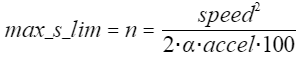 max_s_lim = n = speed² / 2·α·accel·100